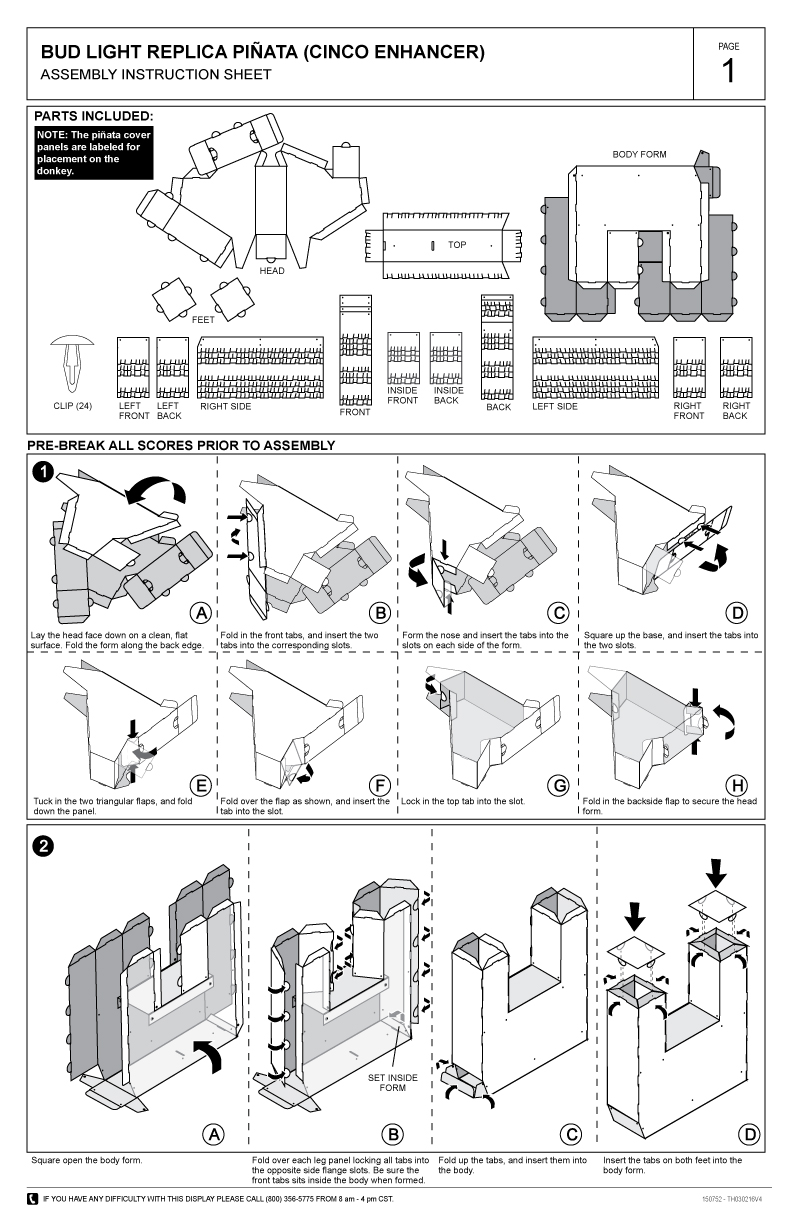 BUD LIGHT REPLICA PIÑATA (CINCO ENHANCER)
ASSEMBLY INSTRUCTION SHEET
PAGE
1
PARTS INCLUDED:
NOTE: The piñata cover
panels are labeled for
placement on the
donkey.
HEAD
FEET
TOP
BODY FORM
CLIP (24)
LEFT
FRONT
LEFT
BACK
RIGHT SIDE
FRONT
INSIDE
FRONT
INSIDE
BACK
BACK
LEFT SIDE
RIGHT
FRONT
RIGHT
BACK
PRE-BREAK ALL SCORES PRIOR TO ASSEMBLY
1
A
Lay the head face down on a clean, flat
surface. Fold the form along the back edge.
B
Fold in the front tabs, and insert the two
tabs into the corresponding slots.
C
Form the nose and insert the tabs into the
slots on each side of the form.
D
Square up the base, and insert the tabs into
the two slots.
E
Tuck in the two triangular flaps, and fold
down the panel.
F
Fold over the flap as shown, and insert the
tab into the slot.
G
Lock in the top tab into the slot.
H
Fold in the backside flap to secure the head
form.
2
A
Square open the body form.
SET INSIDE
FORM
B
Fold over each leg panel locking all tabs into
the opposite side flange slots. Be sure the
front tabs sits inside the body when formed.
C
Fold up the tabs, and insert them into
the body.
D
Insert the tabs on both feet into the
body form.
IF YOU HAVE ANY DIFFICULTY WITH THIS DISPLAY PLEASE CALL (800) 356-5775 FROM 8 am - 4 pm CST.
150752 - TH030216V4